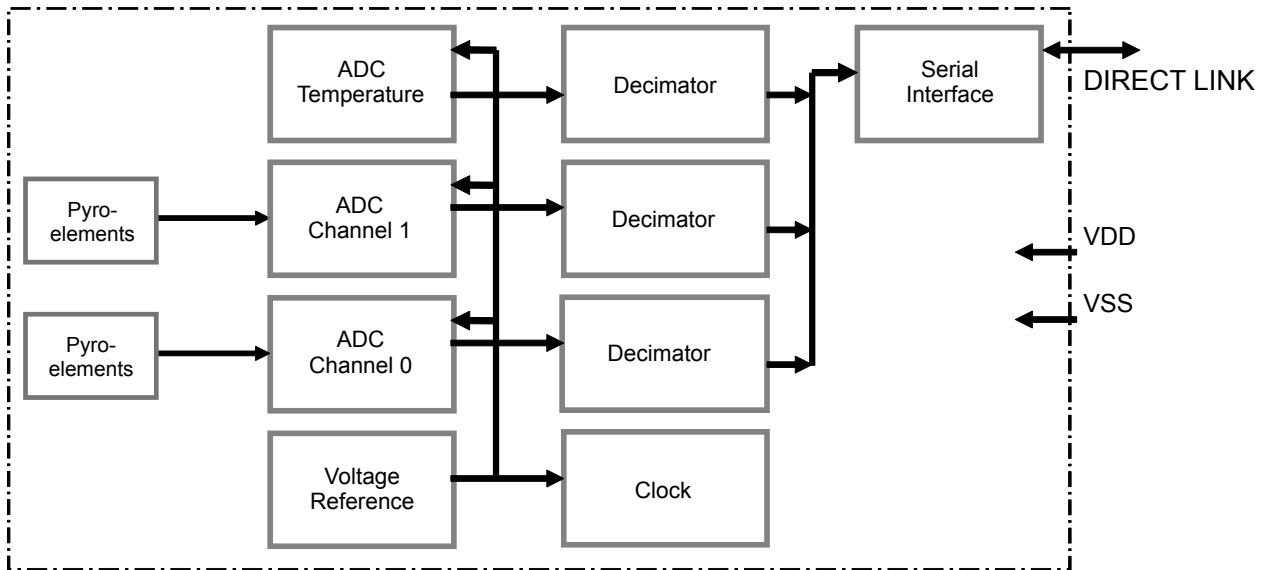 ADC
Temperature
Decimator
Serial
Interface
DIRECT LINK
Pyro-
elements
ADC
Channel 1
Decimator
VDD
VSS
Pyro-
elements
ADC
Channel 0
Decimator
Voltage
Reference
Clock